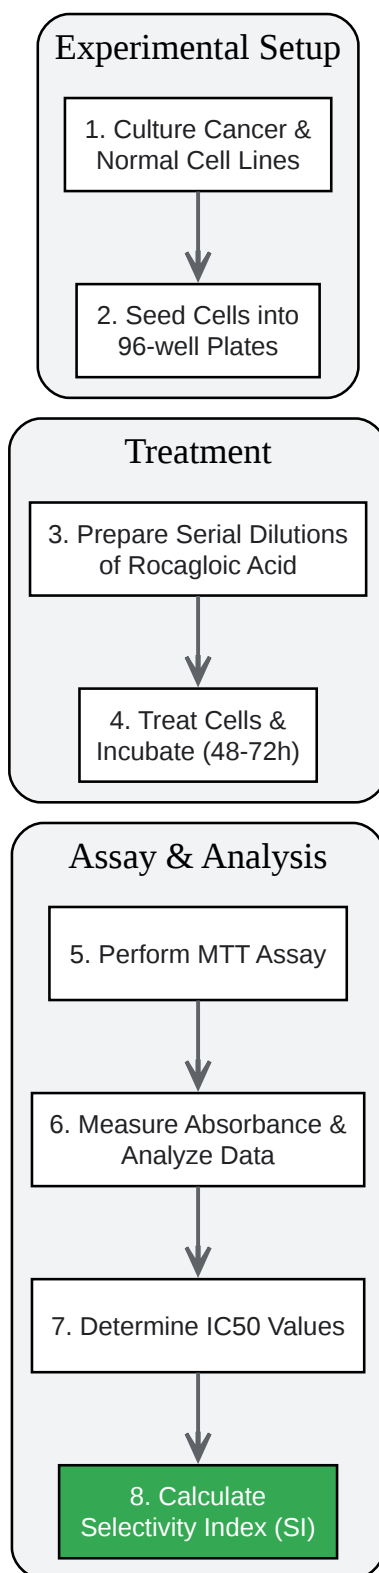 Experimental Setup
1. Culture Cancer &
Normal Cell Lines
2. Seed Cells into
96-well Plates
Treatment
3. Prepare Serial Dilutions
of Rocagloic Acid
4. Treat Cells &
Incubate (48-72h)
Assay & Analysis
5. Perform MTT Assay
6. Measure Absorbance &
Analyze Data
7. Determine IC50 Values
8. Calculate
Selectivity Index (SI)